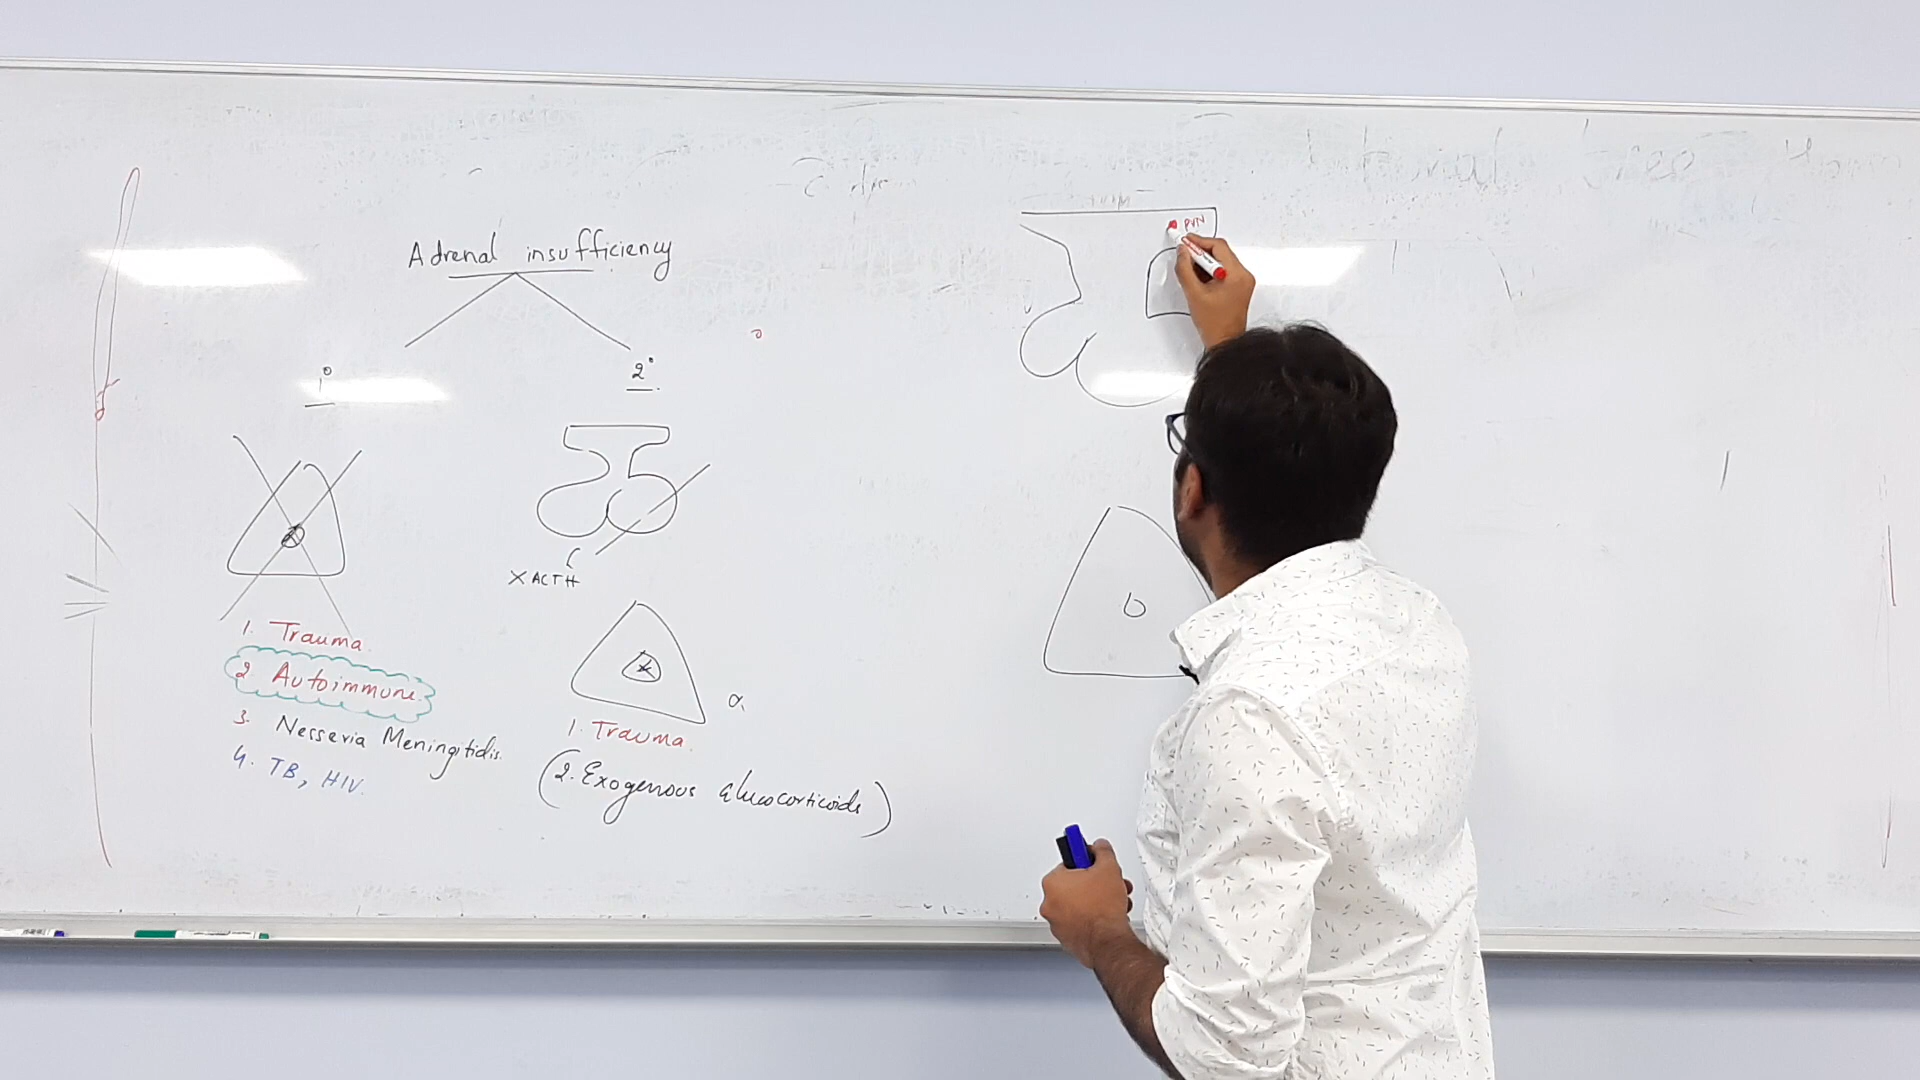 Adrenal insufficiency
1°
2°
X ACTH
1. Trauma.
2 Autoimmune.
3. Nesseria Meningitidis.
4. TB, HIV.
1. Trauma.
(2. Exogenous Glucocorticoids)
PVN